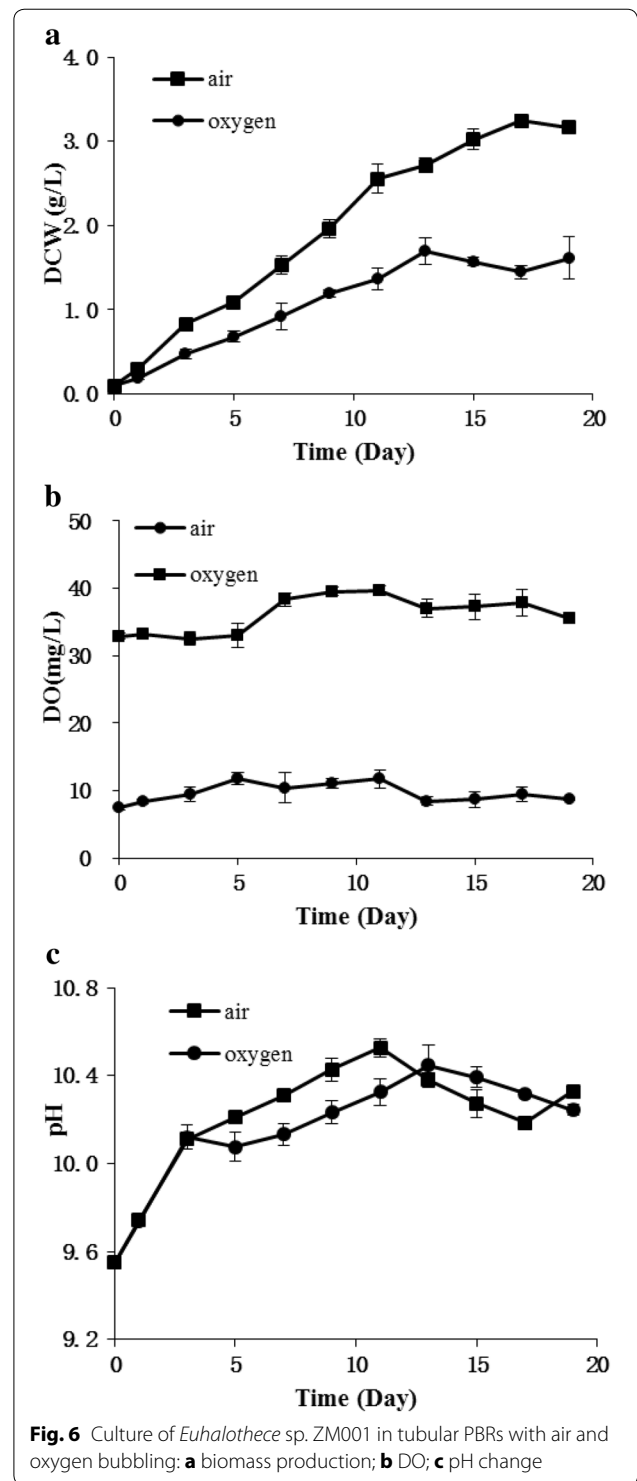 a
4.0
3.0
2.0
1.0
0.0
DCW (g/L)
air
oxygen
0 5 10 15 20
Time (Day)
b
50
40
30
20
10
0
DO(mg/L)
air
oxygen
0 5 10 15 20
Time (Day)
c
10.8
10.4
10.0
9.6
9.2
pH
air
oxygen
0 5 10 15 20
Time (Day)
Fig. 6 Culture of Euhalothece sp. ZM001 in tubular PBRs with air and
oxygen bubbling: a biomass production; b DO; c pH change